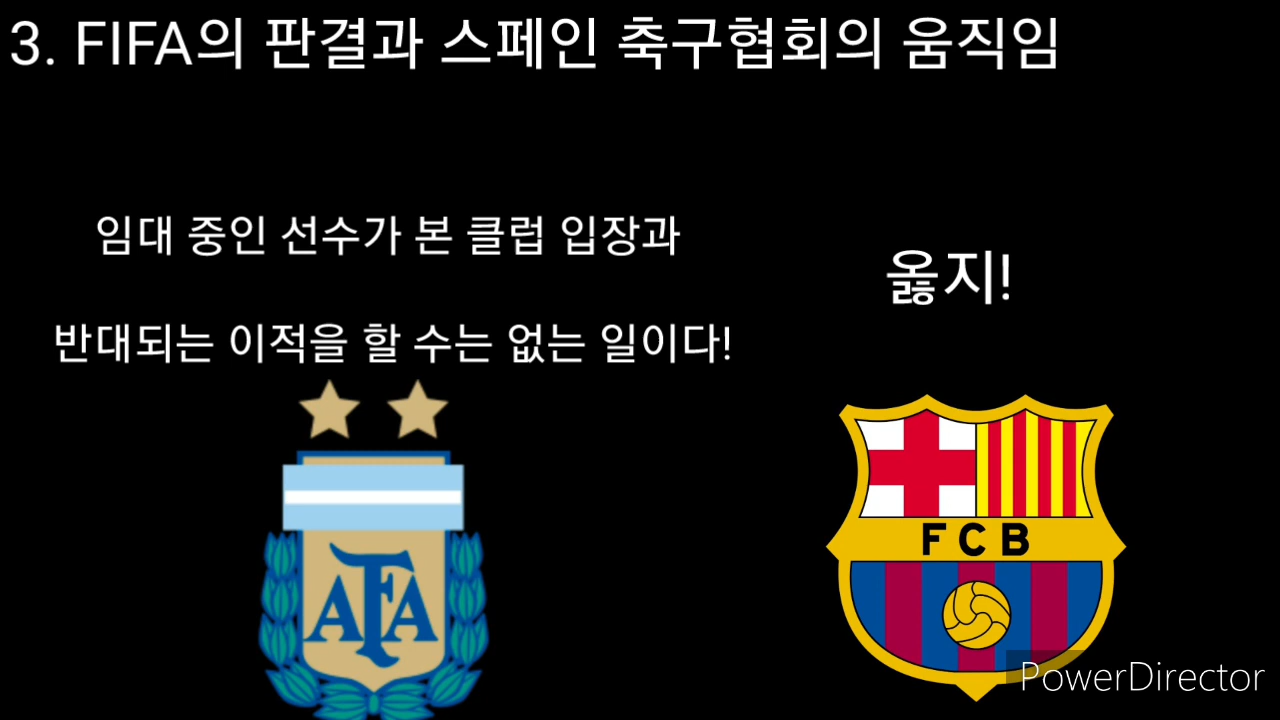 3. FIFA의 판결과 스페인 축구협회의 움직임
임대 중인 선수가 본 클럽 입장과
반대되는 이적을 할 수는 없는 일이다!
옳지!
AFA
FCB
PowerDirector